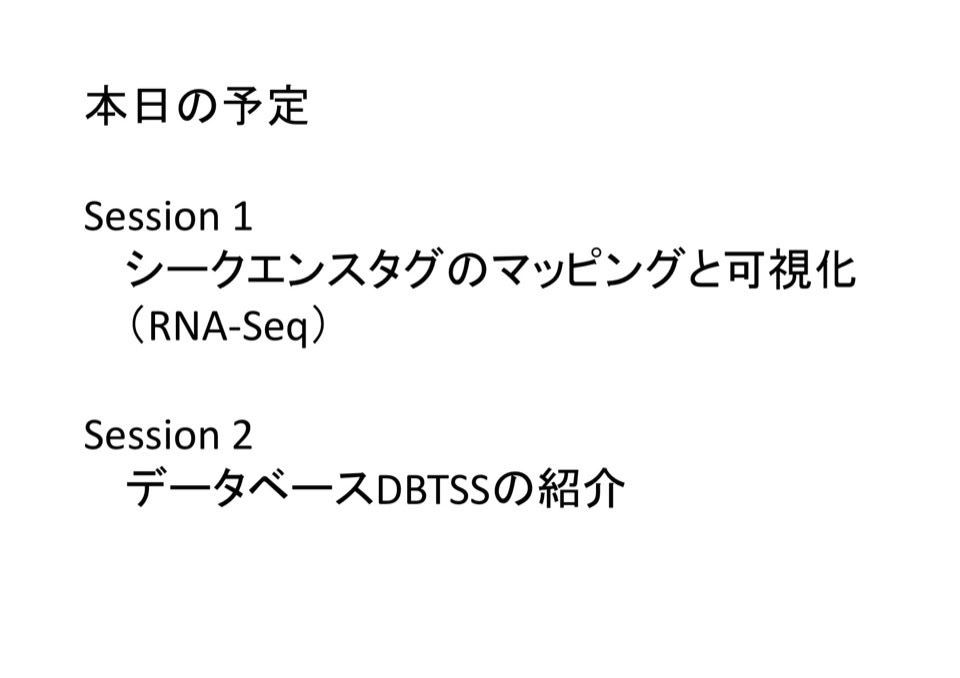 本日の予定
Session 1
シークエンスタグのマッピングと可視化
（RNA-Seq）
Session 2
データベースDBTSSの紹介